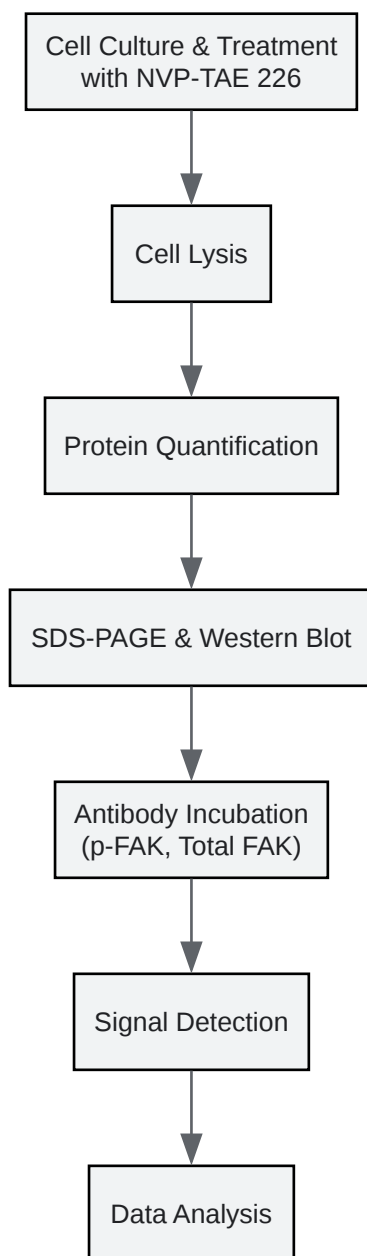 Cell Culture & Treatment
with NVP-TAE 226
Cell Lysis
Protein Quantification
SDS-PAGE & Western Blot
Antibody Incubation
(p-FAK, Total FAK)
Signal Detection
Data Analysis